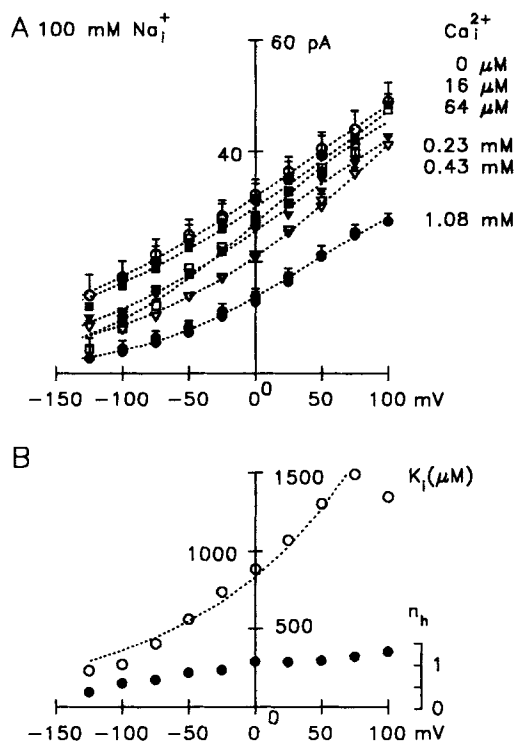 A 100 mM Na⁺ᵢ
60 pA
Ca²⁺ᵢ
0 μM
16 μM
64 μM
0.23 mM
0.43 mM
1.08 mM
40
−150 −100 −50 0 50 100 mV
0
B
1500
Kᵢ(μM)
1000
500
nₕ
1
0
0
−150 −100 −50 0 50 100 mV